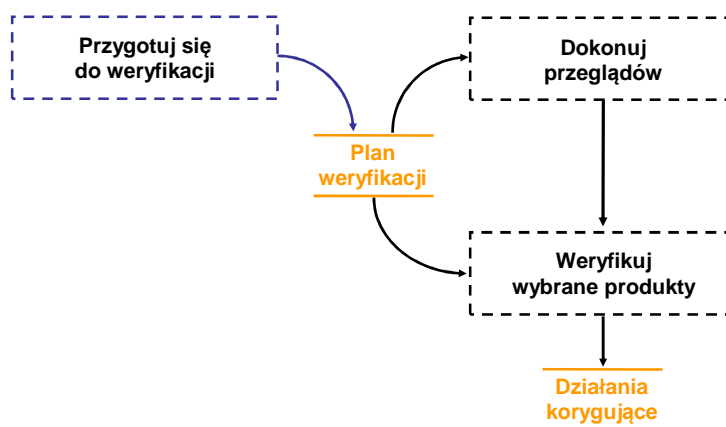 Przygotuj się
do weryfikacji
Dokonuj
przeglądów
Plan
weryfikacji
Weryfikuj
wybrane produkty
Działania
korygujące